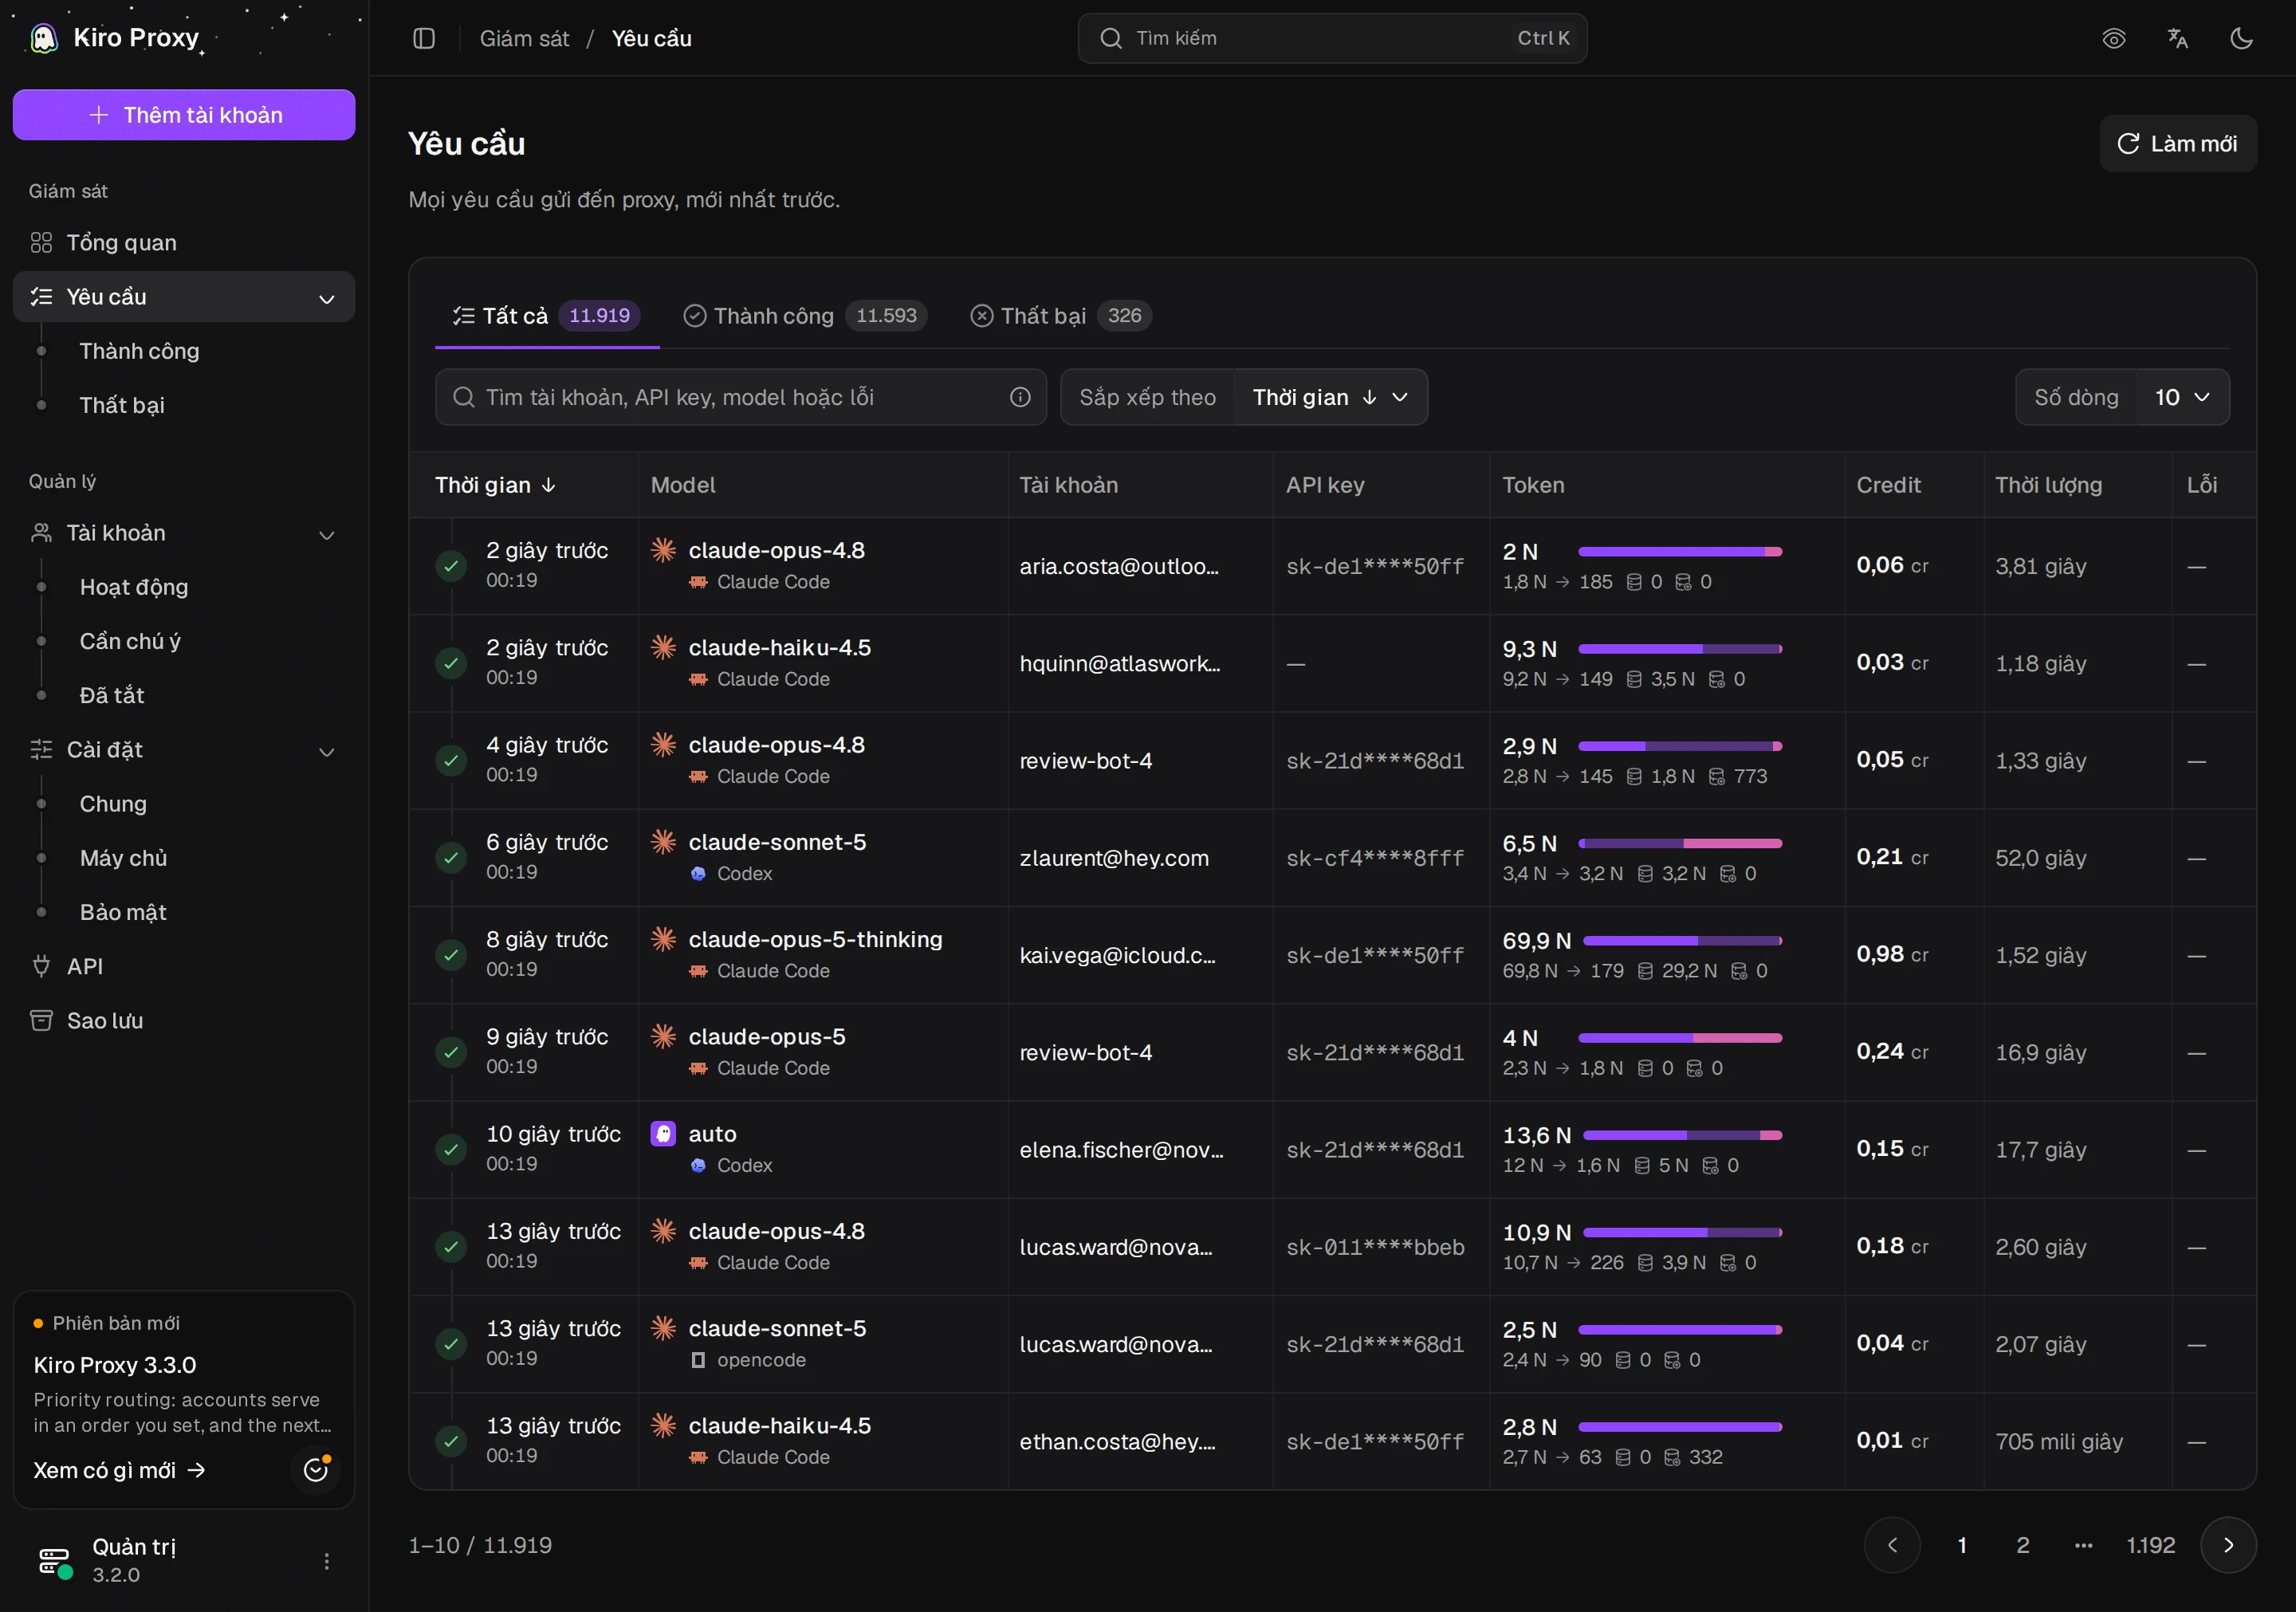 Kiro Proxy
Thêm tài khoản
Giám sát
Tổng quan
Yêu cầu
Thành công
Thất bại
Quản lý
Tài khoản
Hoạt động
Cần chú ý
Đã tắt
Cài đặt
Chung
Máy chủ
Bảo mật
API
Sao lưu
Phiên bản mới
Kiro Proxy 3.3.0
Priority routing: accounts serve
in an order you set, and the next...
Xem có gì mới →
Quản trị
3.2.0
Giám sát / Yêu cầu
Tìm kiếm Ctrl K
Yêu cầu
Làm mới
Mọi yêu cầu gửi đến proxy, mới nhất trước.
Tất cả 11.919 Thành công 11.593 Thất bại 326
Tìm tài khoản, API key, model hoặc lỗi Sắp xếp theo Thời gian ↓ Số dòng 10
Thời gian ↓ Model Tài khoản API key Token Credit Thời lượng Lỗi
2 giây trước claude-opus-4.8 aria.costa@outloo... sk-de1****50ff 2 N 0,06 cr 3,81 giây —
00:19 Claude Code 1,8 N → 185 0 0
2 giây trước claude-haiku-4.5 hquinn@atlaswork... — 9,3 N 0,03 cr 1,18 giây —
00:19 Claude Code 9,2 N → 149 3,5 N 0
4 giây trước claude-opus-4.8 review-bot-4 sk-21d****68d1 2,9 N 0,05 cr 1,33 giây —
00:19 Claude Code 2,8 N → 145 1,8 N 773
6 giây trước claude-sonnet-5 zlaurent@hey.com sk-cf4****8fff 6,5 N 0,21 cr 52,0 giây —
00:19 Codex 3,4 N → 3,2 N 3,2 N 0
8 giây trước claude-opus-5-thinking kai.vega@icloud.c... sk-de1****50ff 69,9 N 0,98 cr 1,52 giây —
00:19 Claude Code 69,8 N → 179 29,2 N 0
9 giây trước claude-opus-5 review-bot-4 sk-21d****68d1 4 N 0,24 cr 16,9 giây —
00:19 Claude Code 2,3 N → 1,8 N 0 0
10 giây trước auto elena.fischer@nov... sk-21d****68d1 13,6 N 0,15 cr 17,7 giây —
00:19 Codex 12 N → 1,6 N 5 N 0
13 giây trước claude-opus-4.8 lucas.ward@nova... sk-011****bbeb 10,9 N 0,18 cr 2,60 giây —
00:19 Claude Code 10,7 N → 226 3,9 N 0
13 giây trước claude-sonnet-5 lucas.ward@nova... sk-21d****68d1 2,5 N 0,04 cr 2,07 giây —
00:19 opencode 2,4 N → 90 0 0
13 giây trước claude-haiku-4.5 ethan.costa@hey.... sk-de1****50ff 2,8 N 0,01 cr 705 mili giây —
00:19 Claude Code 2,7 N → 63 0 332
1–10 / 11.919 1 2 ••• 1.192